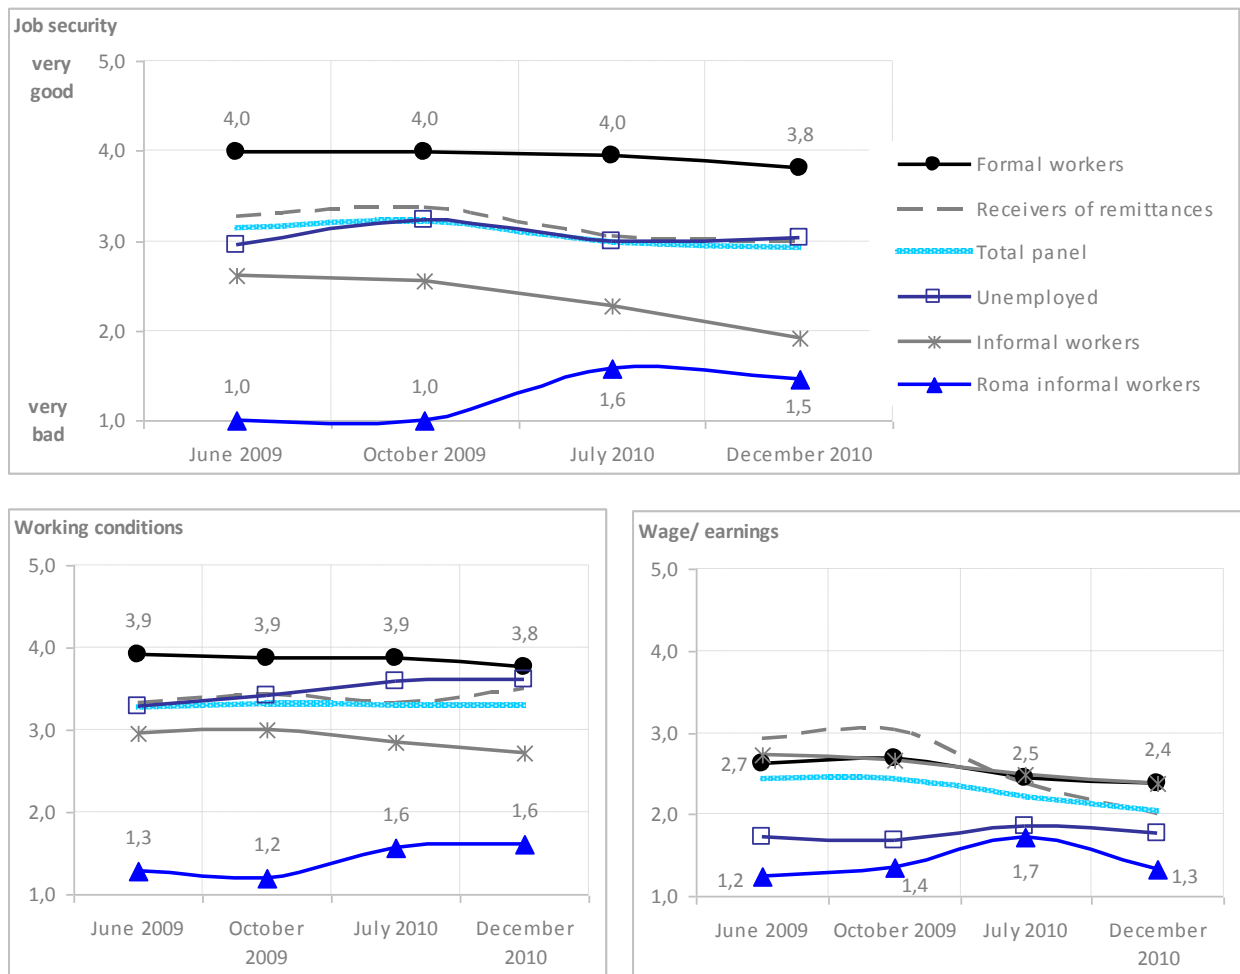 Job security
very
good
5,0
4,0
3,0
2,0
1,0
very
bad
4,0
4,0
4,0
3,8
1,0
1,0
1,6
1,5
June 2009
October 2009
July 2010
December 2010
Formal workers
Receivers of remittances
Total panel
Unemployed
Informal workers
Roma informal workers
Working conditions
5,0
4,0
3,0
2,0
1,0
3,9
3,9
3,9
3,8
1,3
1,2
1,6
1,6
June 2009
October
2009
July 2010
December
2010
Wage/ earnings
5,0
4,0
3,0
2,0
1,0
2,7
2,5
2,4
1,2
1,4
1,7
1,3
June 2009
October 2009
July 2010
December
2010